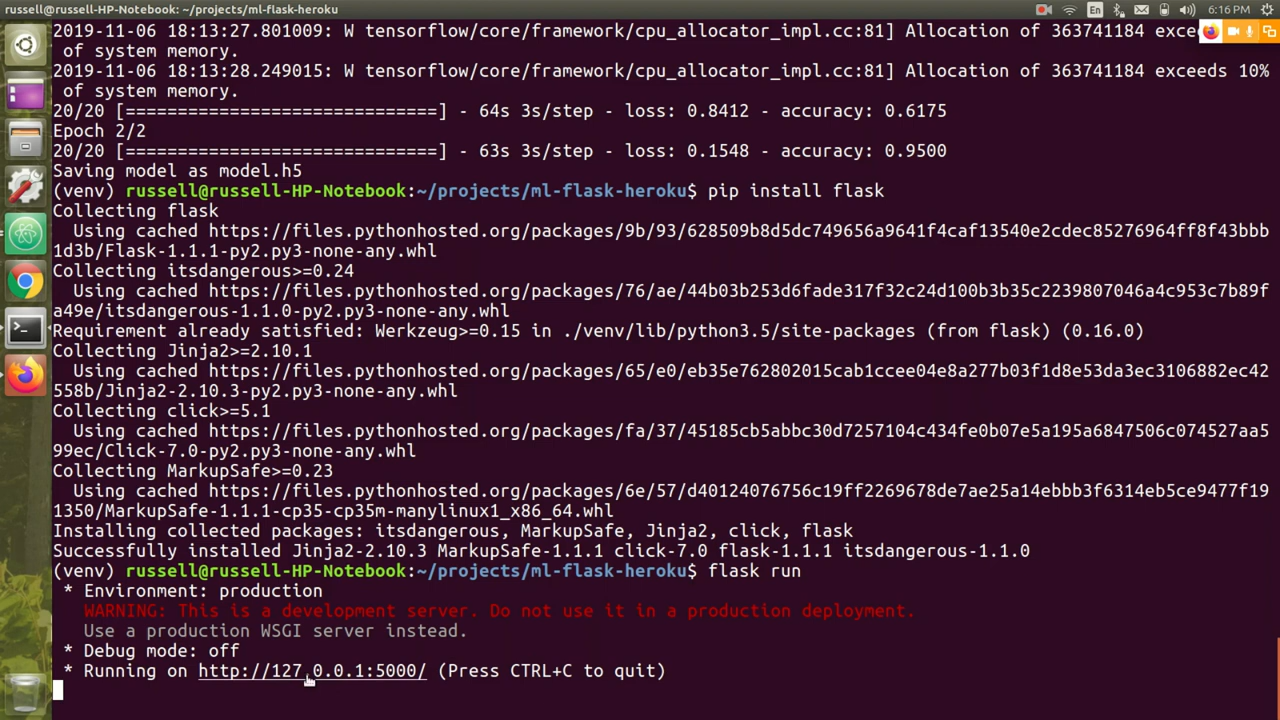 russell@russell-HP-Notebook: ~/projects/ml-flask-heroku
En
6:16 PM
2019-11-06 18:13:27.801009: W tensorflow/core/framework/cpu_allocator_impl.cc:81] Allocation of 363741184 exceeds 10%
of system memory.
2019-11-06 18:13:28.249015: W tensorflow/core/framework/cpu_allocator_impl.cc:81] Allocation of 363741184 exceeds 10%
of system memory.
20/20 [==============================] - 64s 3s/step - loss: 0.8412 - accuracy: 0.6175
Epoch 2/2
20/20 [==============================] - 63s 3s/step - loss: 0.1548 - accuracy: 0.9500
Saving model as model.h5
(venv) russell@russell-HP-Notebook:~/projects/ml-flask-heroku$ pip install flask
Collecting flask
Using cached https://files.pythonhosted.org/packages/9b/93/628509b8d5dc749656a9641f4caf13540e2cdec85276964ff8f43bbb
1d3b/Flask-1.1.1-py2.py3-none-any.whl
Collecting itsdangerous>=0.24
Using cached https://files.pythonhosted.org/packages/76/ae/44b03b253d6fade317f32c24d100b3b35c2239807046a4c953c7b89f
a49e/itsdangerous-1.1.0-py2.py3-none-any.whl
Requirement already satisfied: Werkzeug>=0.15 in ./venv/lib/python3.5/site-packages (from flask) (0.16.0)
Collecting Jinja2>=2.10.1
Using cached https://files.pythonhosted.org/packages/65/e0/eb35e762802015cab1ccee04e8a277b03f1d8e53da3ec3106882ec42
558b/Jinja2-2.10.3-py2.py3-none-any.whl
Collecting click>=5.1
Using cached https://files.pythonhosted.org/packages/fa/37/45185cb5abbc30d7257104c434fe0b07e5a195a6847506c074527aa5
99ec/Click-7.0-py2.py3-none-any.whl
Collecting MarkupSafe>=0.23
Using cached https://files.pythonhosted.org/packages/6e/57/d40124076756c19ff2269678de7ae25a14ebbb3f6314eb5ce9477f19
1350/MarkupSafe-1.1.1-cp35-cp35m-manylinux1_x86_64.whl
Installing collected packages: itsdangerous, MarkupSafe, Jinja2, click, flask
Successfully installed Jinja2-2.10.3 MarkupSafe-1.1.1 click-7.0 flask-1.1.1 itsdangerous-1.1.0
(venv) russell@russell-HP-Notebook:~/projects/ml-flask-heroku$ flask run
* Environment: production
WARNING: This is a development server. Do not use it in a production deployment.
Use a production WSGI server instead.
* Debug mode: off
* Running on http://127.0.0.1:5000/ (Press CTRL+C to quit)